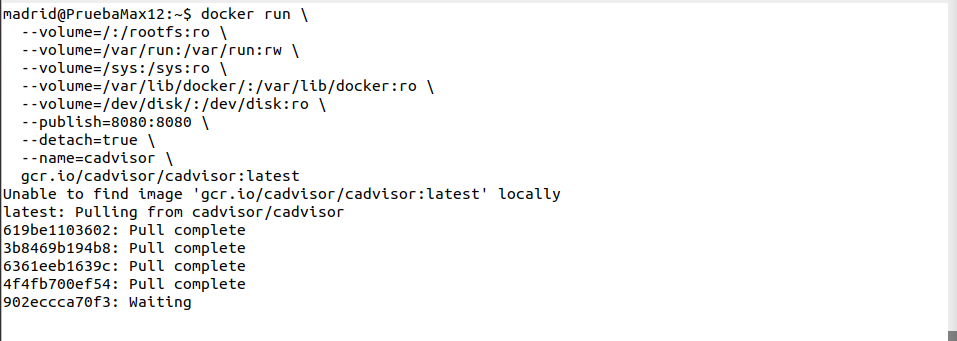 madrid@PruebaMax12:~$ docker run \
  --volume=/:/rootfs:ro \
  --volume=/var/run:/var/run:rw \
  --volume=/sys:/sys:ro \
  --volume=/var/lib/docker/:/var/lib/docker:ro \
  --volume=/dev/disk/:/dev/disk:ro \
  --publish=8080:8080 \
  --detach=true \
  --name=cadvisor \
  gcr.io/cadvisor/cadvisor:latest
Unable to find image 'gcr.io/cadvisor/cadvisor:latest' locally
latest: Pulling from cadvisor/cadvisor
619be1103602: Pull complete
3b8469b194b8: Pull complete
6361eeb1639c: Pull complete
4f4fb700ef54: Pull complete
902eccca70f3: Waiting